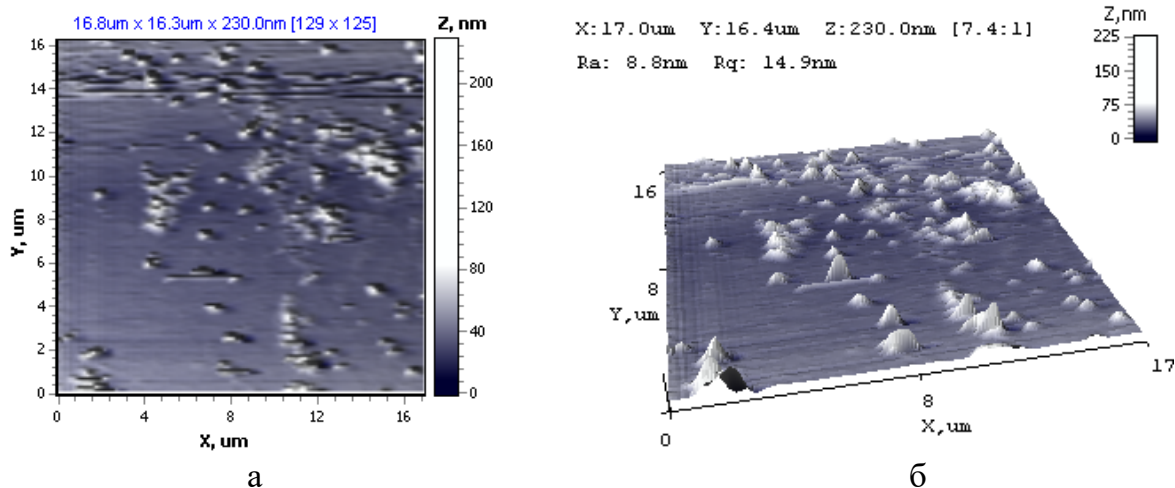 16.8um x 16.3um x 230.0nm [129 x 125]
Z, nm
16
14
12
10
8
6
4
2
0
Y, um
0
4
8
12
16
X, um
200
160
120
80
40
0
а
X:17.0um Y:16.4um Z:230.0nm [7.4:1]
Ra: 8.8nm Rq: 14.9nm
Z,nm
225
150
75
0
16
8
Y,um
0
8
17
X,um
б